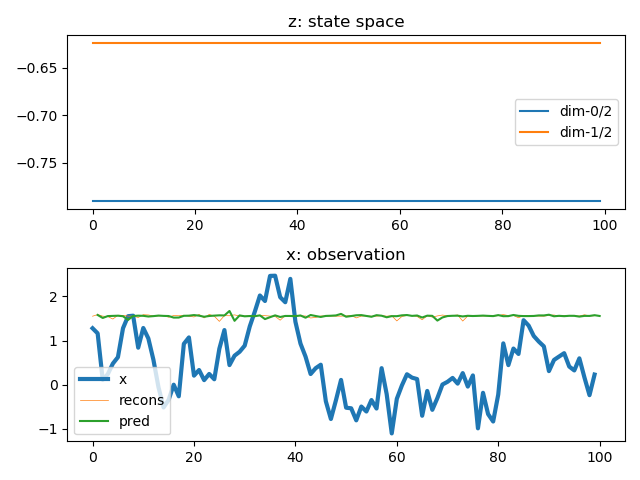 z: state space
−0.65
−0.70
−0.75
dim-0/2
dim-1/2
0 20 40 60 80 100
x: observation
2
1
0
−1
x
recons
pred
0 20 40 60 80 100